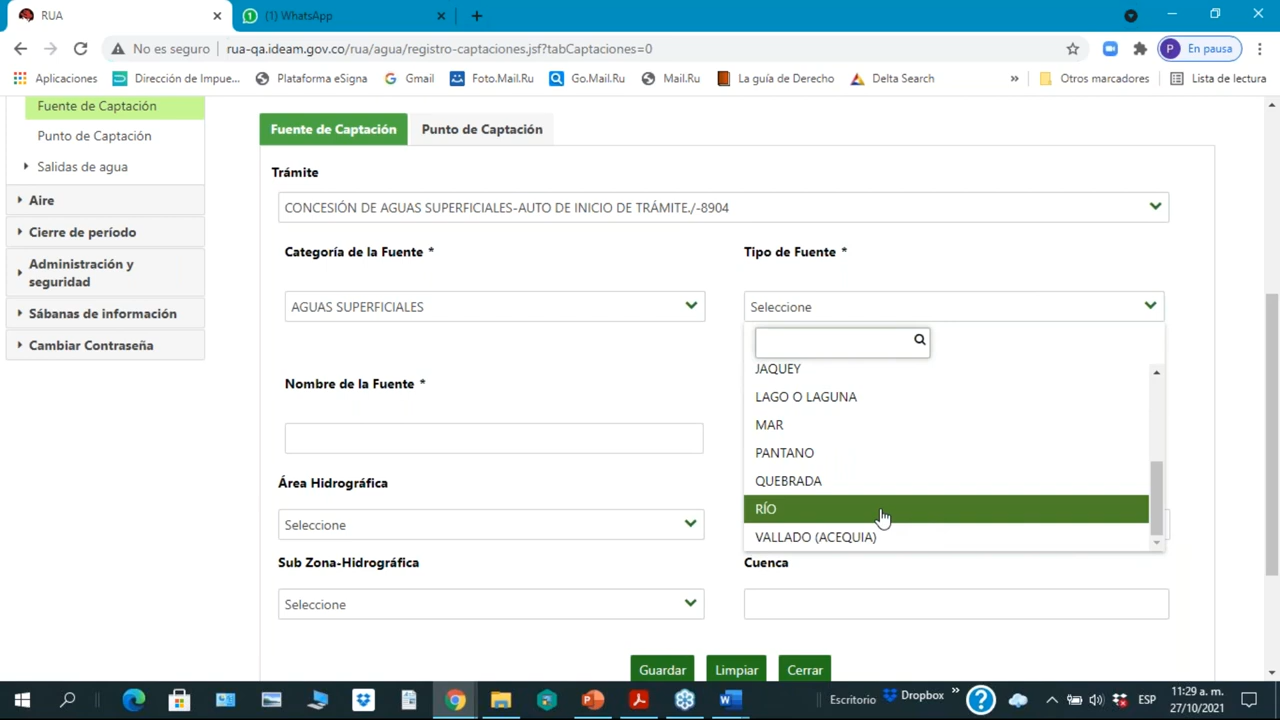 RUA
(1) WhatsApp
No es seguro
rua-qa.ideam.gov.co/rua/agua/registro-captaciones.jsf?tabCaptaciones=0
P
En pausa
Aplicaciones
Dirección de Impue...
Plataforma eSigna
Gmail
Foto.Mail.Ru
Go.Mail.Ru
Mail.Ru
La guía de Derecho
Delta Search
»
Otros marcadores
Lista de lectura
Fuente de Captación
Punto de Captación
Salidas de agua
Aire
Cierre de período
Administración y
seguridad
Sábanas de información
Cambiar Contraseña
Fuente de Captación
Punto de Captación
Trámite
CONCESIÓN DE AGUAS SUPERFICIALES-AUTO DE INICIO DE TRÁMITE./-8904
Categoría de la Fuente *
Tipo de Fuente *
AGUAS SUPERFICIALES
Seleccione
JAQUEY
LAGO O LAGUNA
MAR
PANTANO
QUEBRADA
RÍO
VALLADO (ACEQUIA)
Nombre de la Fuente *
Área Hidrográfica
Seleccione
Sub Zona-Hidrográfica
Cuenca
Seleccione
Guardar
Limpiar
Cerrar
Escritorio
Dropbox
»
ESP
11:29 a. m.
27/10/2021